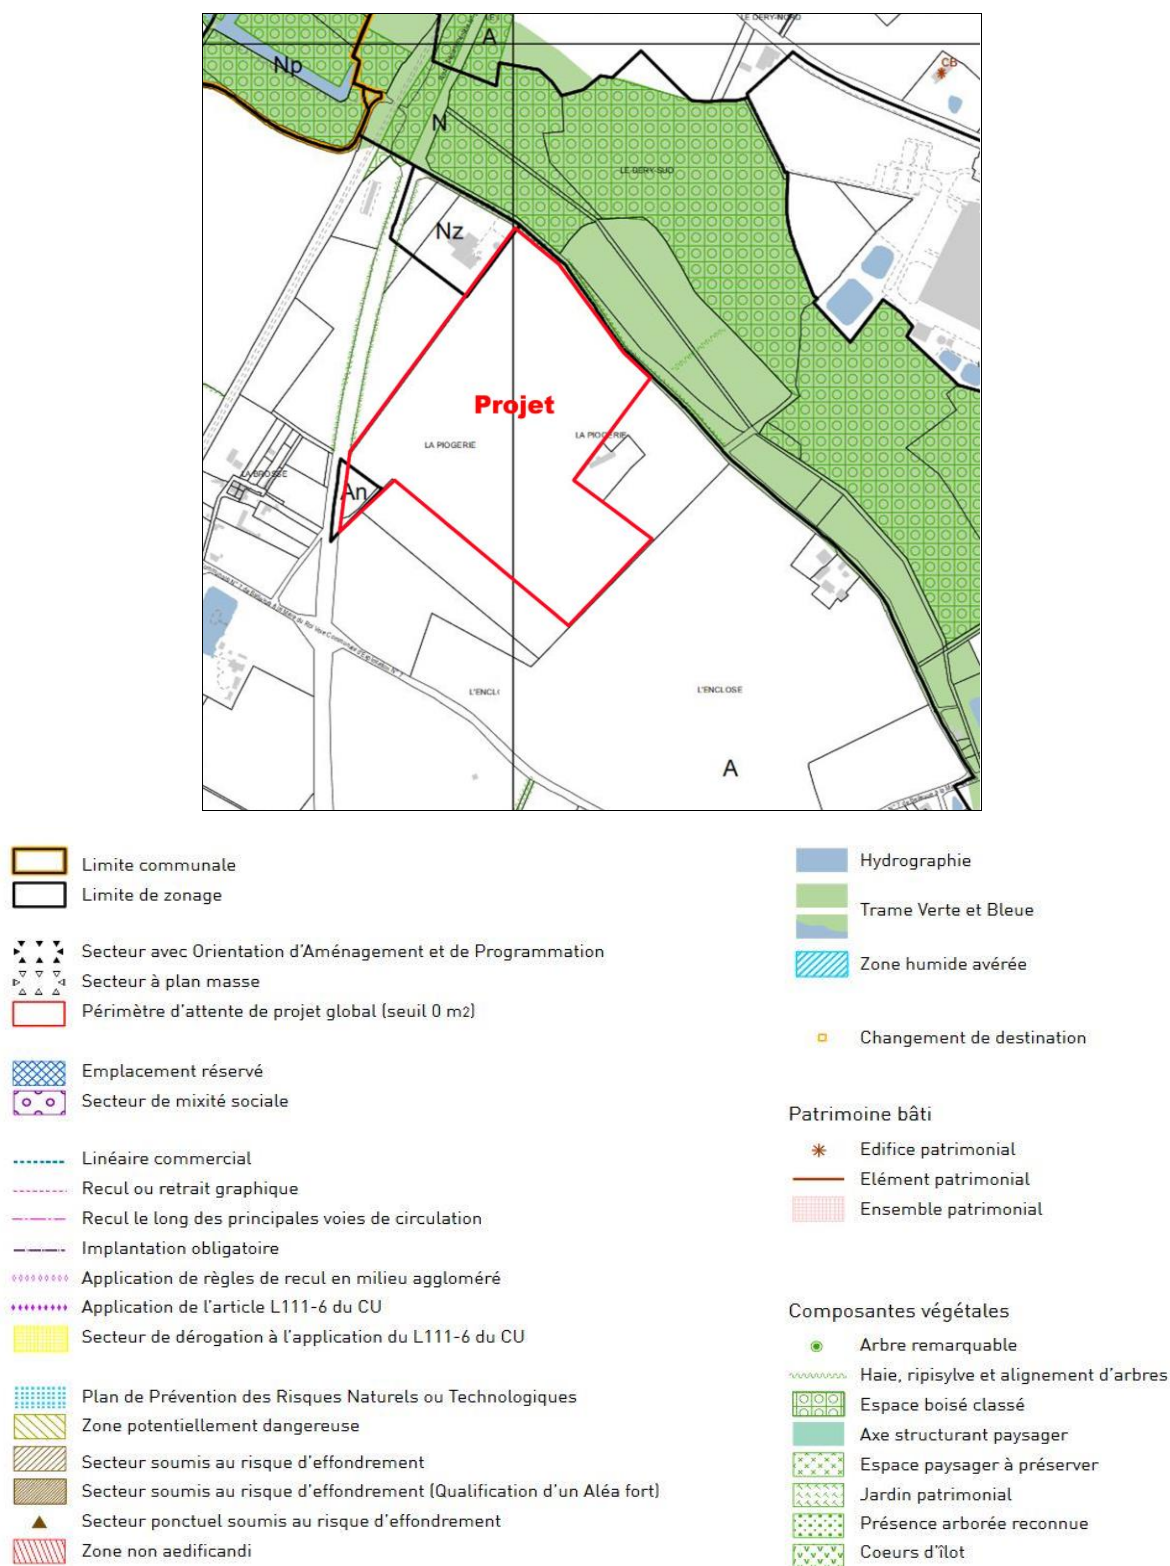 LE DERY-NORD
A
Np
CB
N
LE DERY-SUD
Nz
Projet
LA PIOGERIE
LA PIOGERIE
LA BROSSE
An
L'ENCL
L'ENCLOSE
A
Limite communale
Limite de zonage
Secteur avec Orientation d'Aménagement et de Programmation
Secteur à plan masse
Périmètre d'attente de projet global (seuil 0 m2)
Emplacement réservé
Secteur de mixité sociale
Linéaire commercial
Recul ou retrait graphique
Recul le long des principales voies de circulation
Implantation obligatoire
Application de règles de recul en milieu aggloméré
Application de l'article L111-6 du CU
Secteur de dérogation à l'application du L111-6 du CU
Plan de Prévention des Risques Naturels ou Technologiques
Zone potentiellement dangereuse
Secteur soumis au risque d'effondrement
Secteur soumis au risque d'effondrement (Qualification d'un Aléa fort)
Secteur ponctuel soumis au risque d'effondrement
Zone non aedificandi
Hydrographie
Trame Verte et Bleue
Zone humide avérée
Changement de destination
Patrimoine bâti
Edifice patrimonial
Elément patrimonial
Ensemble patrimonial
Composantes végétales
Arbre remarquable
Haie, ripisylve et alignement d'arbres
Espace boisé classé
Axe structurant paysager
Espace paysager à préserver
Jardin patrimonial
Présence arborée reconnue
Coeurs d'îlot